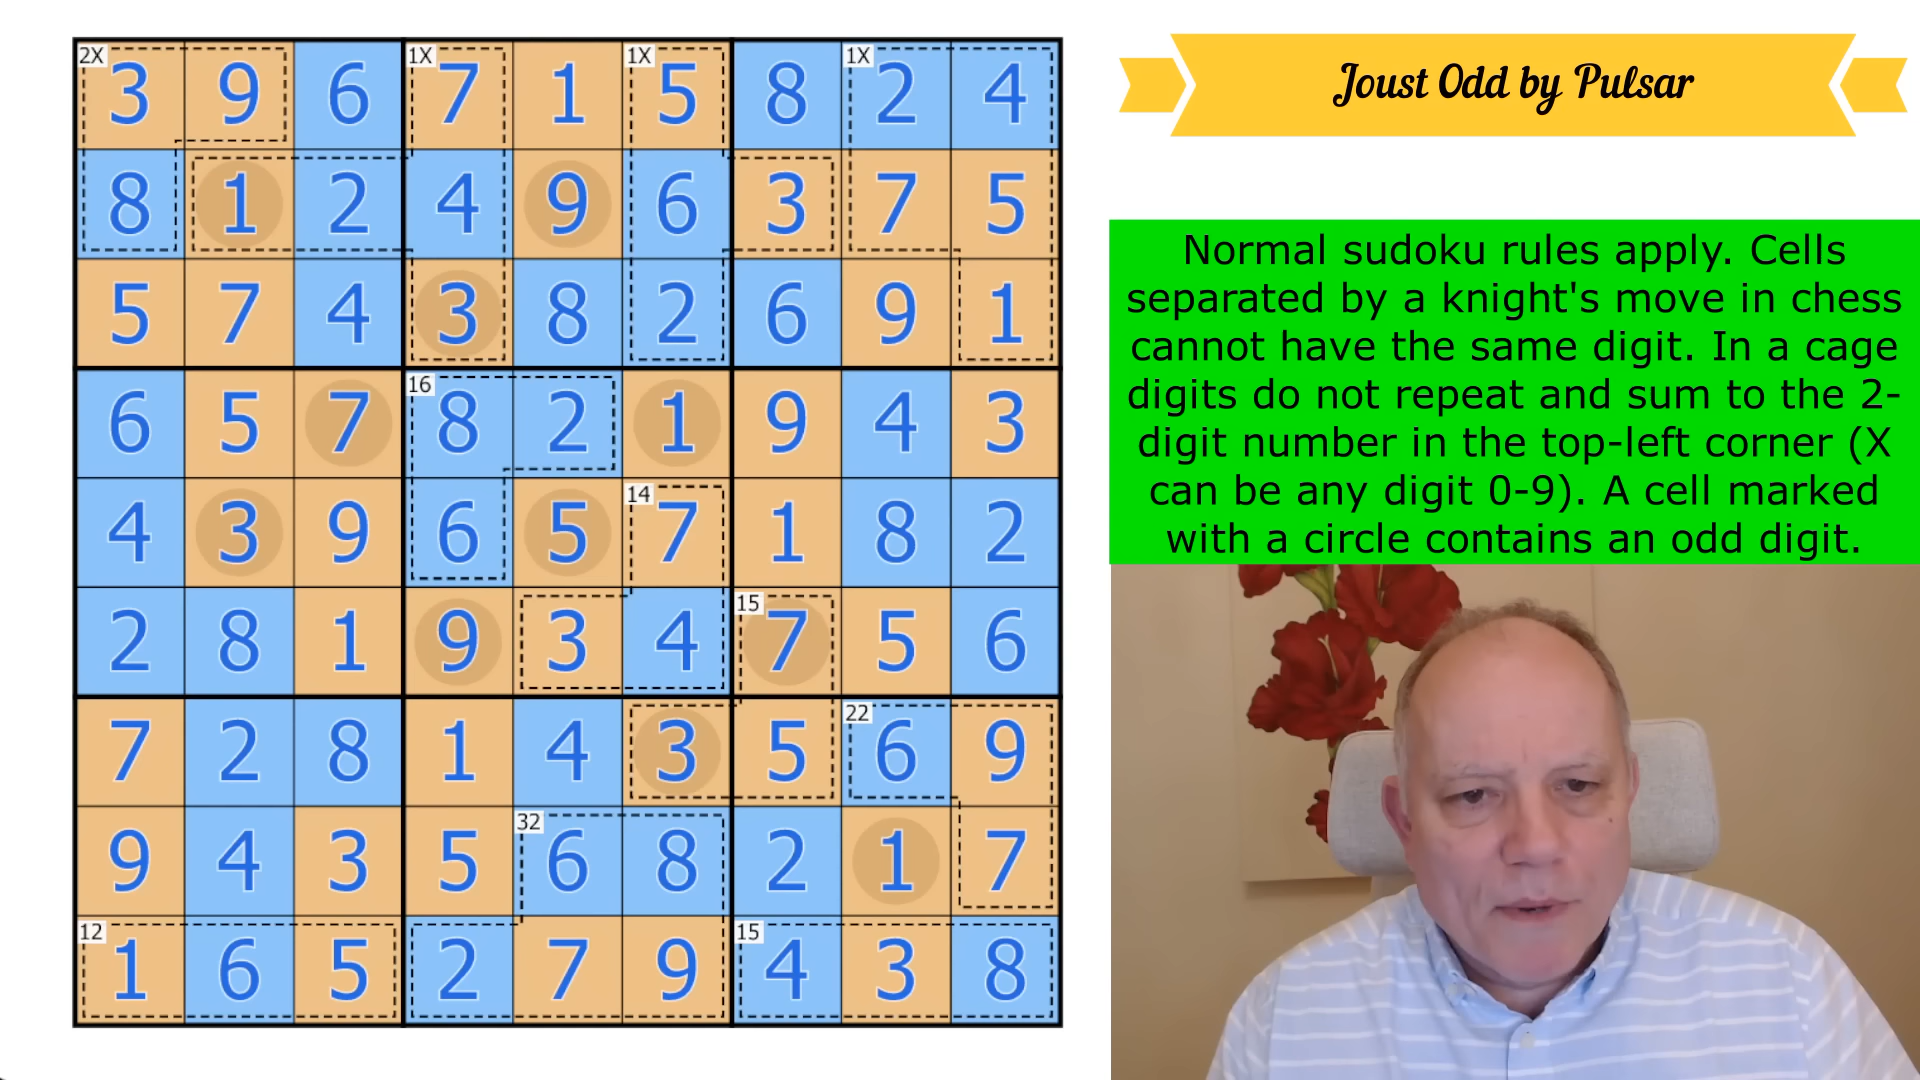 Joust Odd by Pulsar
Normal sudoku rules apply. Cells
separated by a knight's move in chess
cannot have the same digit. In a cage
digits do not repeat and sum to the 2-
digit number in the top-left corner (X
can be any digit 0-9). A cell marked
with a circle contains an odd digit.
2X 1X 1X 1X
3 9 6 7 1 5 8 2 4
8 1 2 4 9 6 3 7 5
5 7 4 3 8 2 6 9 1
16
6 5 7 8 2 1 9 4 3
14
4 3 9 6 5 7 1 8 2
15
2 8 1 9 3 4 7 5 6
22
7 2 8 1 4 3 5 6 9
32
9 4 3 5 6 8 2 1 7
12 15
1 6 5 2 7 9 4 3 8